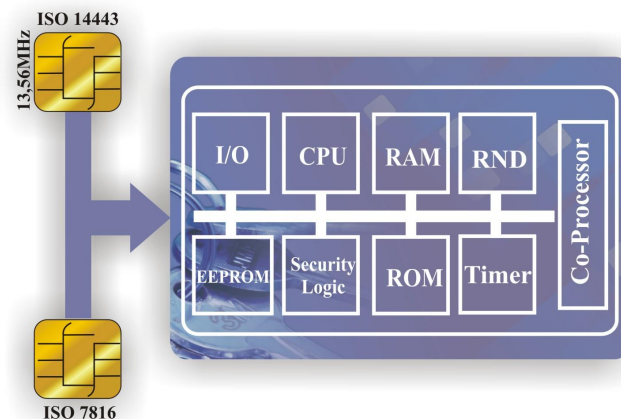 ISO 14443
13,56MHz
I/O
CPU
RAM
RND
Co-Processor
EEPROM
Security
Logic
ROM
Timer
ISO 7816